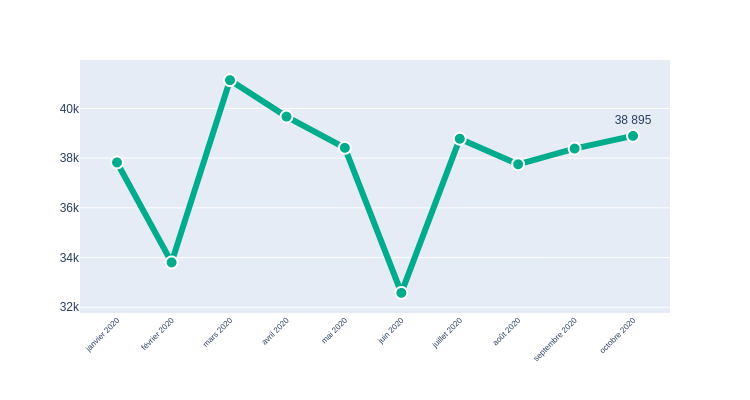 40k
38 895
38k
36k
34k
32k
janvier 2020
février 2020
mars 2020
avril 2020
mai 2020
juin 2020
juillet 2020
août 2020
septembre 2020
octobre 2020